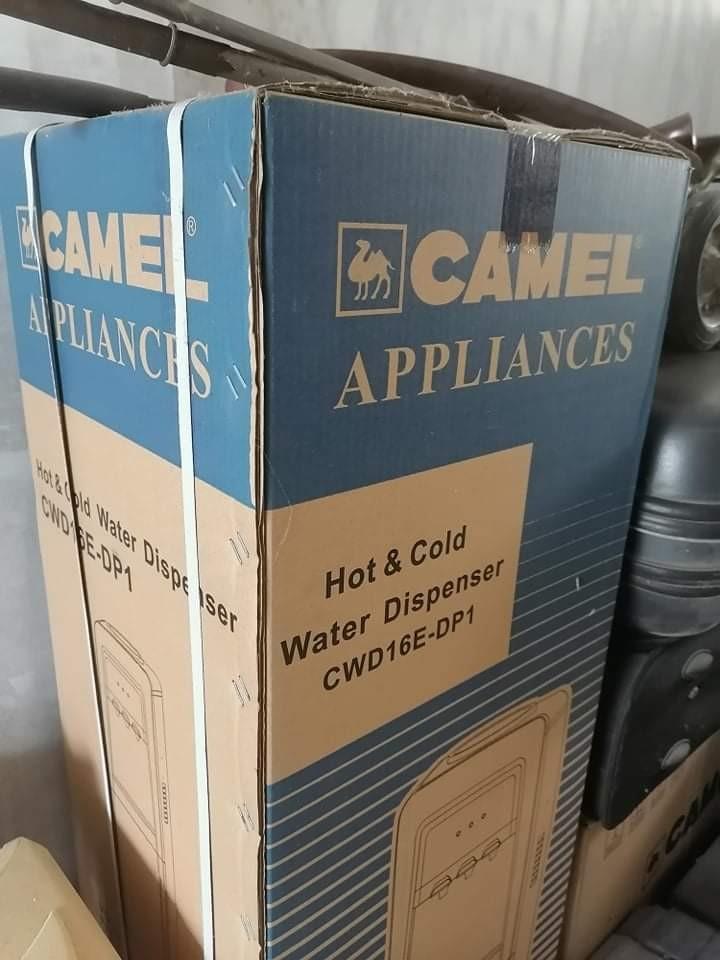 CAMEL®
APPLIANCES
Hot & Cold Water Dispenser
CWD16E-DP1
CAMEL
APPLIANCES
Hot & Cold
Water Dispenser
CWD16E-DP1